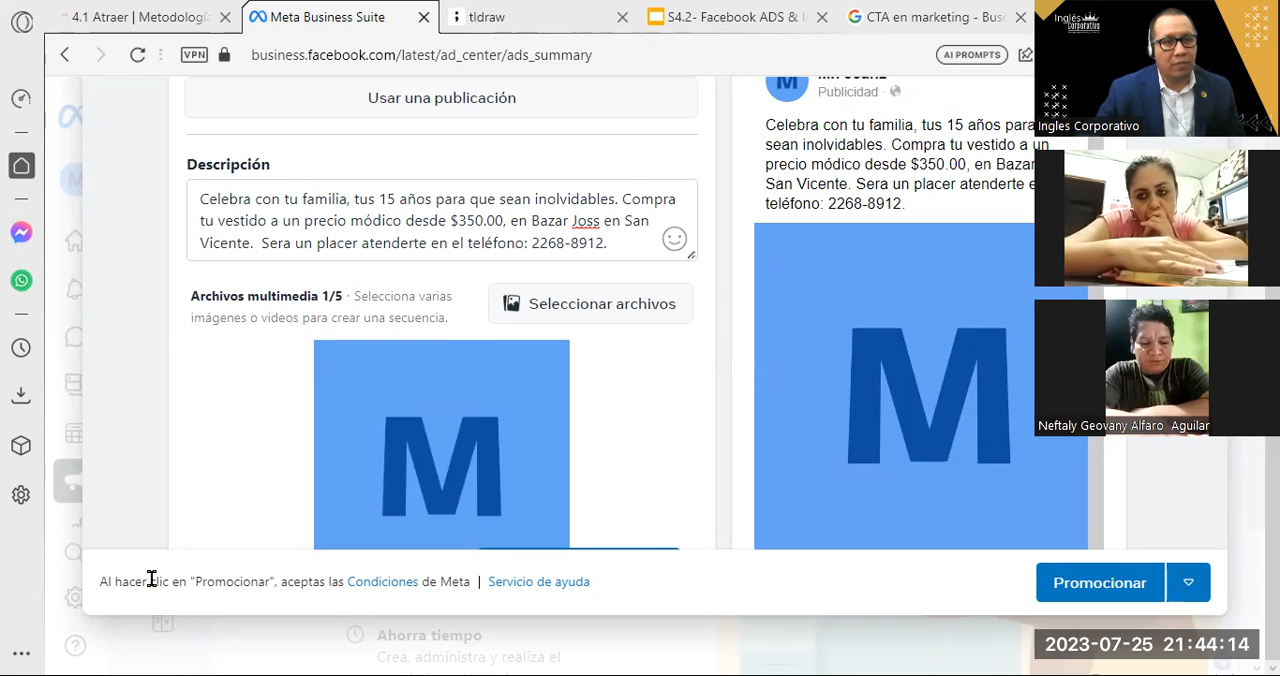 4.1 Atraer | Metodología
Meta Business Suite
tldraw
S4.2- Facebook ADS & I
CTA en marketing - Bus
VPN
business.facebook.com/latest/ad_center/ads_summary
AI PROMPTS
Usar una publicación
Descripción
Celebra con tu familia, tus 15 años para que sean inolvidables. Compra
tu vestido a un precio módico desde $350.00, en Bazar Joss en San
Vicente.  Sera un placer atenderte en el teléfono: 2268-8912.
Archivos multimedia 1/5 · Selecciona varias
imágenes o videos para crear una secuencia.
Seleccionar archivos
M
M
Publicidad ·
Celebra con tu familia, tus 15 años para
sean inolvidables. Compra tu vestido a un
precio módico desde $350.00, en Bazar
San Vicente. Sera un placer atenderte e
teléfono: 2268-8912.
M
Al hacer clic en "Promocionar", aceptas las Condiciones de Meta | Servicio de ayuda
Promocionar
Ahorra tiempo
Crea, administra y realiza el
Inglés
Corporativo
Ingles Corporativo
Neftaly Geovany Alfaro Aguilar
2023-07-25 21:44:14